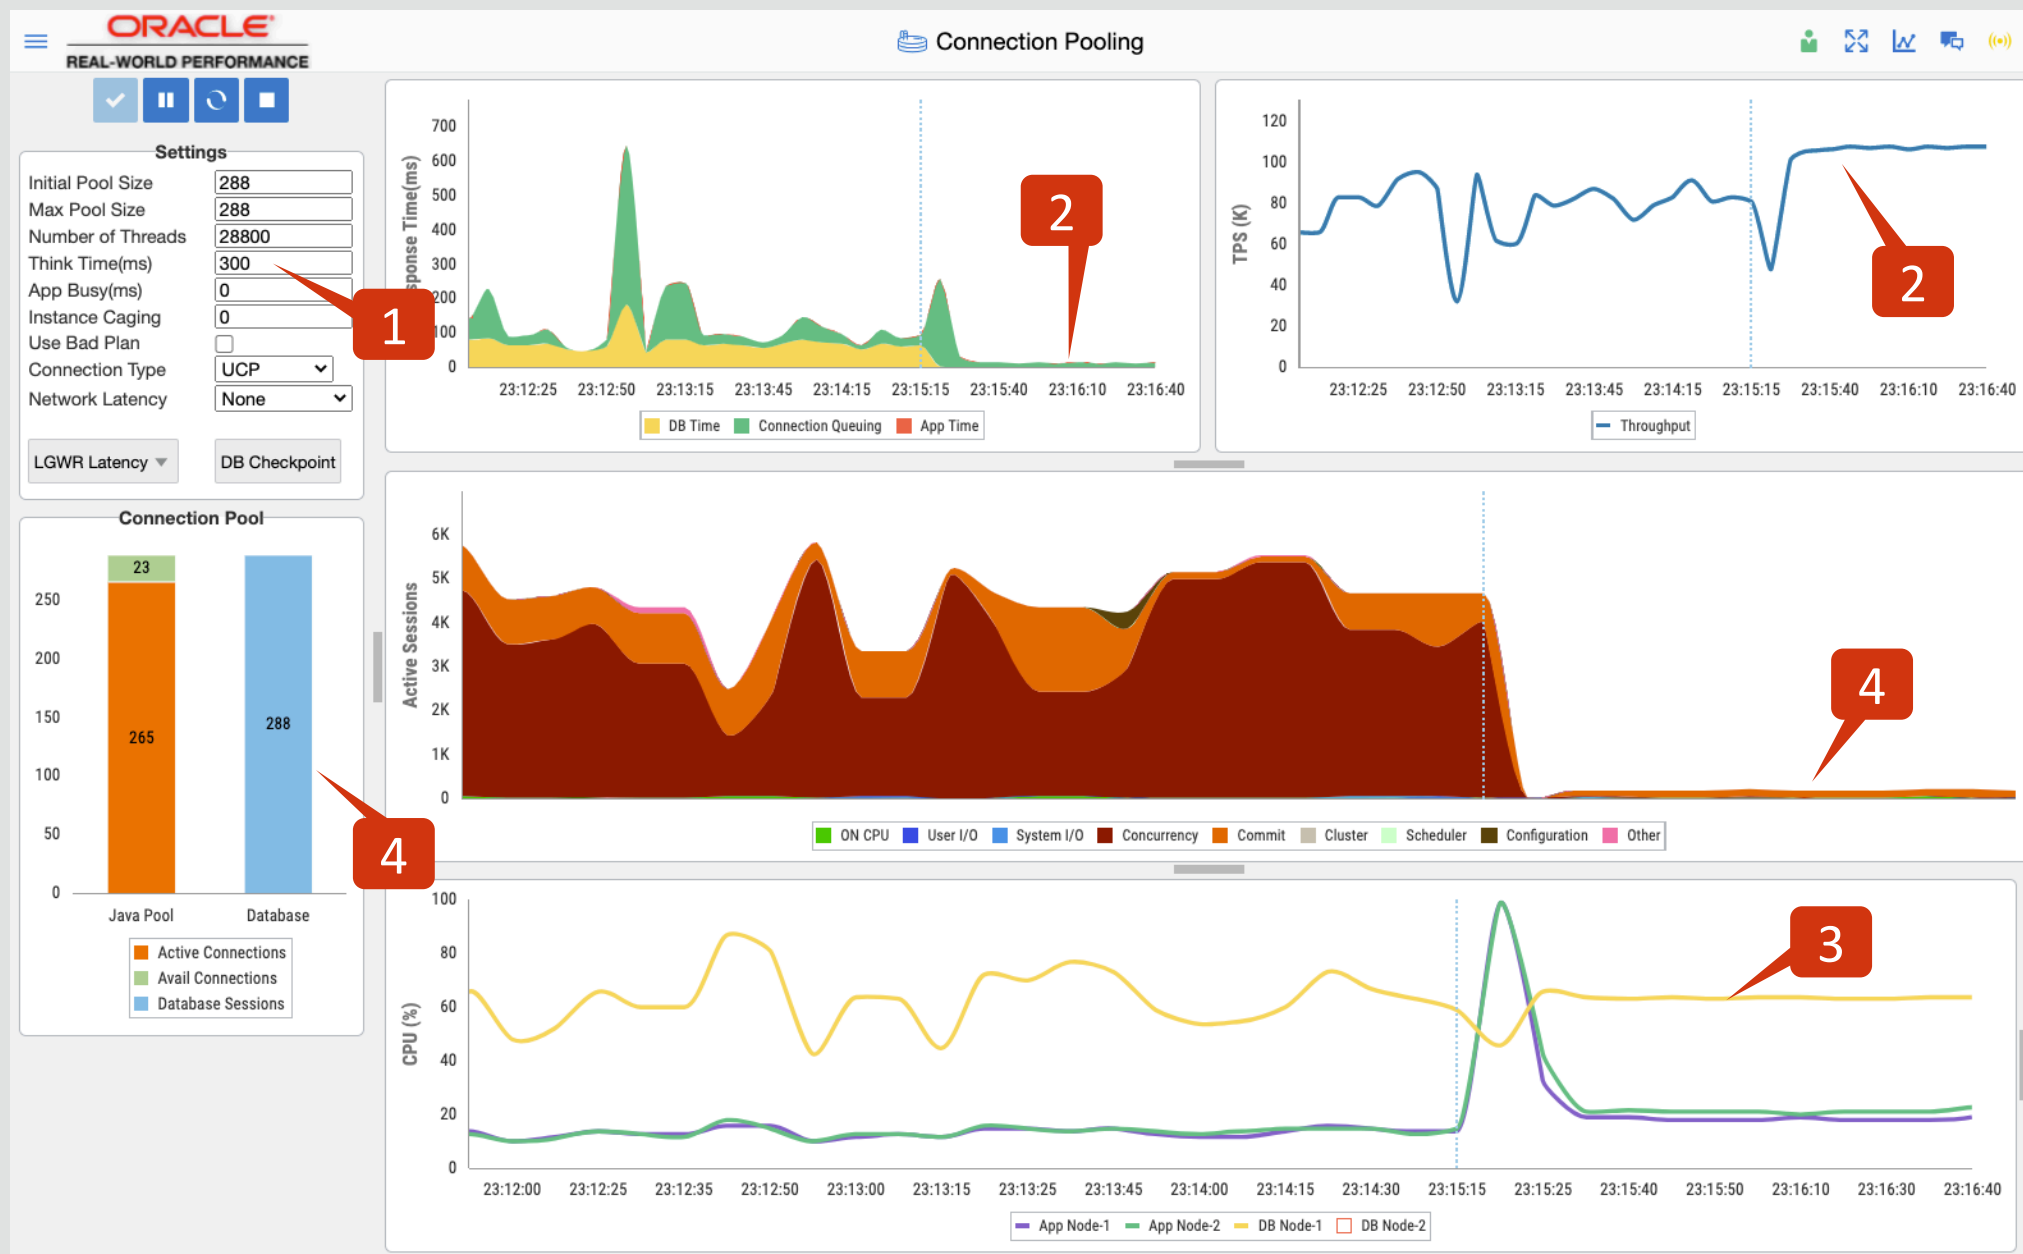 ORACLE
REAL-WORLD PERFORMANCE
Connection Pooling
Settings
Initial Pool Size 288
Max Pool Size 288
Number of Threads 28800
Think Time(ms) 300
App Busy(ms) 0
Instance Caging 0
Use Bad Plan
Connection Type UCP
Network Latency None
LGWR Latency DB Checkpoint
1
Connection Pool
23
265
288
250
200
150
100
50
0
Java Pool Database
Active Connections
Avail Connections
Database Sessions
4
sponse Time(ms)
700
600
500
400
300
200
100
0
2
23:12:25 23:12:50 23:13:15 23:13:45 23:14:15 23:15:15 23:15:40 23:16:10 23:16:40
DB Time Connection Queuing App Time
TPS (K)
120
100
80
60
40
20
0
2
23:12:25 23:12:50 23:13:15 23:13:45 23:14:15 23:15:15 23:15:40 23:16:10 23:16:40
Throughput
Active Sessions
6K
5K
4K
3K
2K
1K
0
4
ON CPU User I/O System I/O Concurrency Commit Cluster Scheduler Configuration Other
CPU (%)
100
80
60
40
20
0
3
23:12:00 23:12:25 23:12:35 23:12:50 23:13:00 23:13:15 23:13:25 23:13:45 23:14:00 23:14:15 23:14:30 23:15:15 23:15:25 23:15:40 23:15:50 23:16:10 23:16:30 23:16:40
App Node-1 App Node-2 DB Node-1 DB Node-2